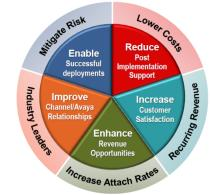 Mitigate Risk
Lower Costs
Enable
Successful
deployments
Reduce
Post
Implementation
Support
Industry Leaders
Improve
Channel/Avaya
Relationships
Increase
Customer
Satisfaction
Recurring Revenue
Enhance
Revenue
Opportunities
Increase Attach Rates